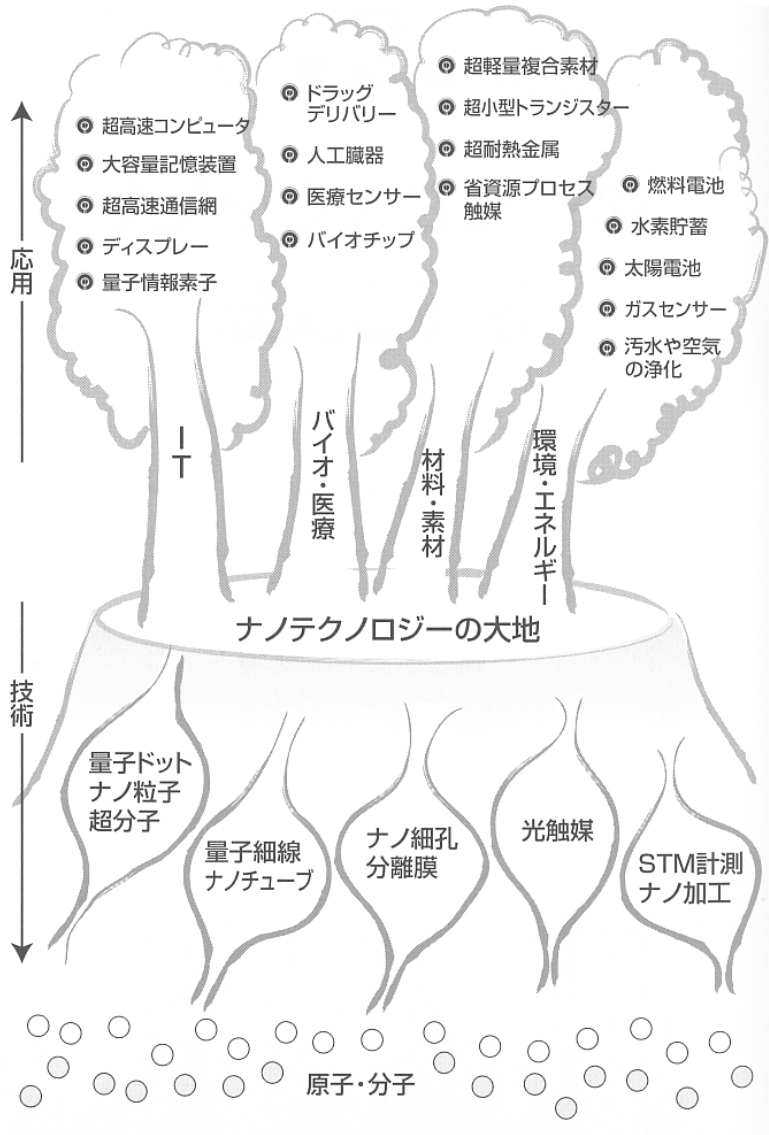 超高速コンピュータ
大容量記憶装置
超高速通信網
ディスプレー
量子情報素子
ドラッグ
デリバリー
人工臓器
医療センサー
バイオチップ
超軽量複合素材
超小型トランジスター
超耐熱金属
省資源プロセス
触媒
燃料電池
水素貯蓄
太陽電池
ガスセンサー
汚水や空気
の浄化
応用
IT
バイオ・医療
材料・素材
環境・エネルギー
ナノテクノロジーの大地
技術
量子ドット
ナノ粒子
超分子
量子細線
ナノチューブ
ナノ細孔
分離膜
光触媒
STM計測
ナノ加工
原子・分子